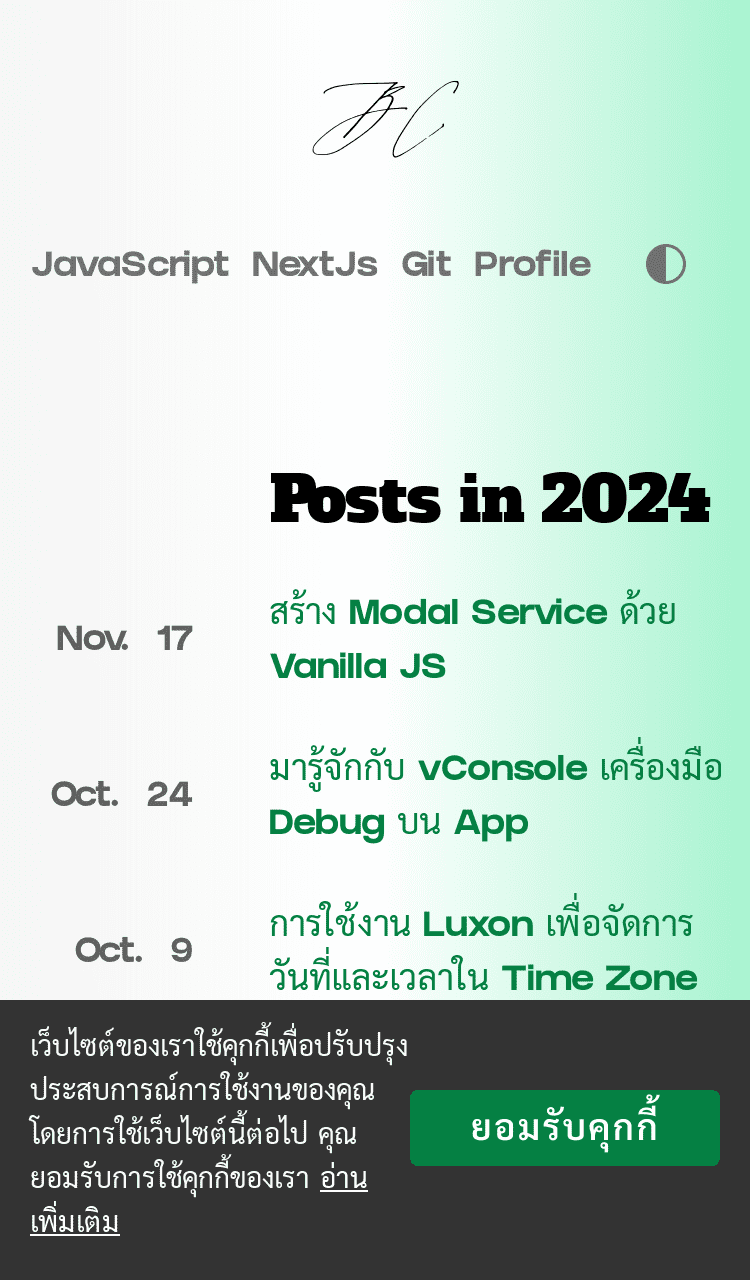 JBC
JavaScript NextJs Git Profile
Posts in 2024
Nov. 17
สร้าง Modal Service ด้วย
Vanilla JS
Oct. 24
มารู้จักกับ vConsole เครื่องมือ
Debug บน App
Oct. 9
การใช้งาน Luxon เพื่อจัดการ
วันที่และเวลาใน Time Zone
เว็บไซต์ของเราใช้คุกกี้เพื่อปรับปรุง
ประสบการณ์การใช้งานของคุณ
โดยการใช้เว็บไซต์นี้ต่อไป คุณ
ยอมรับการใช้คุกกี้ของเรา อ่าน
เพิ่มเติม
ยอมรับคุกกี้